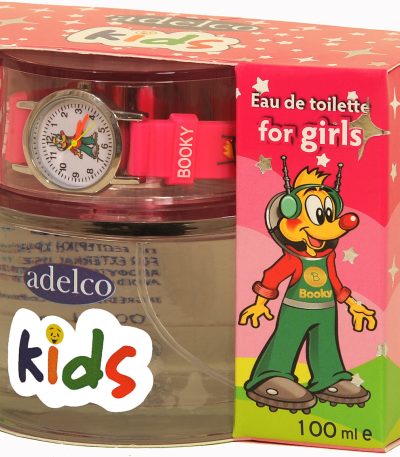 adelco
kids
BOOKY
Eau de toilette
for girls
adelco
kids
B
Booky
100 ml e